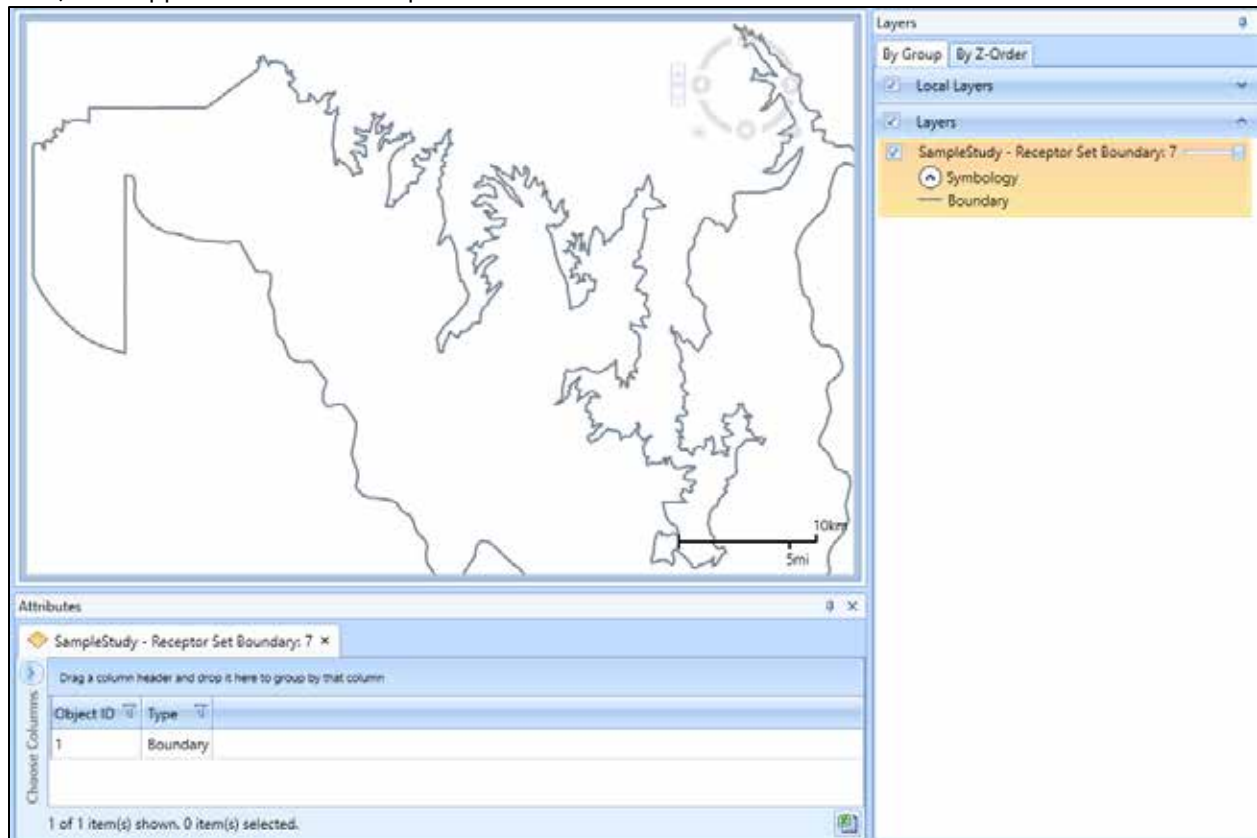 Layers
By Group By Z-Order
Local Layers
Layers
SampleStudy - Receptor Set Boundary: 7
Symbology
Boundary
10km
5mi
Attributes
SampleStudy - Receptor Set Boundary: 7
Drag a column header and drop it here to group by that column
Choose Columns
Object ID Type
1 Boundary
1 of 1 item(s) shown. 0 item(s) selected.